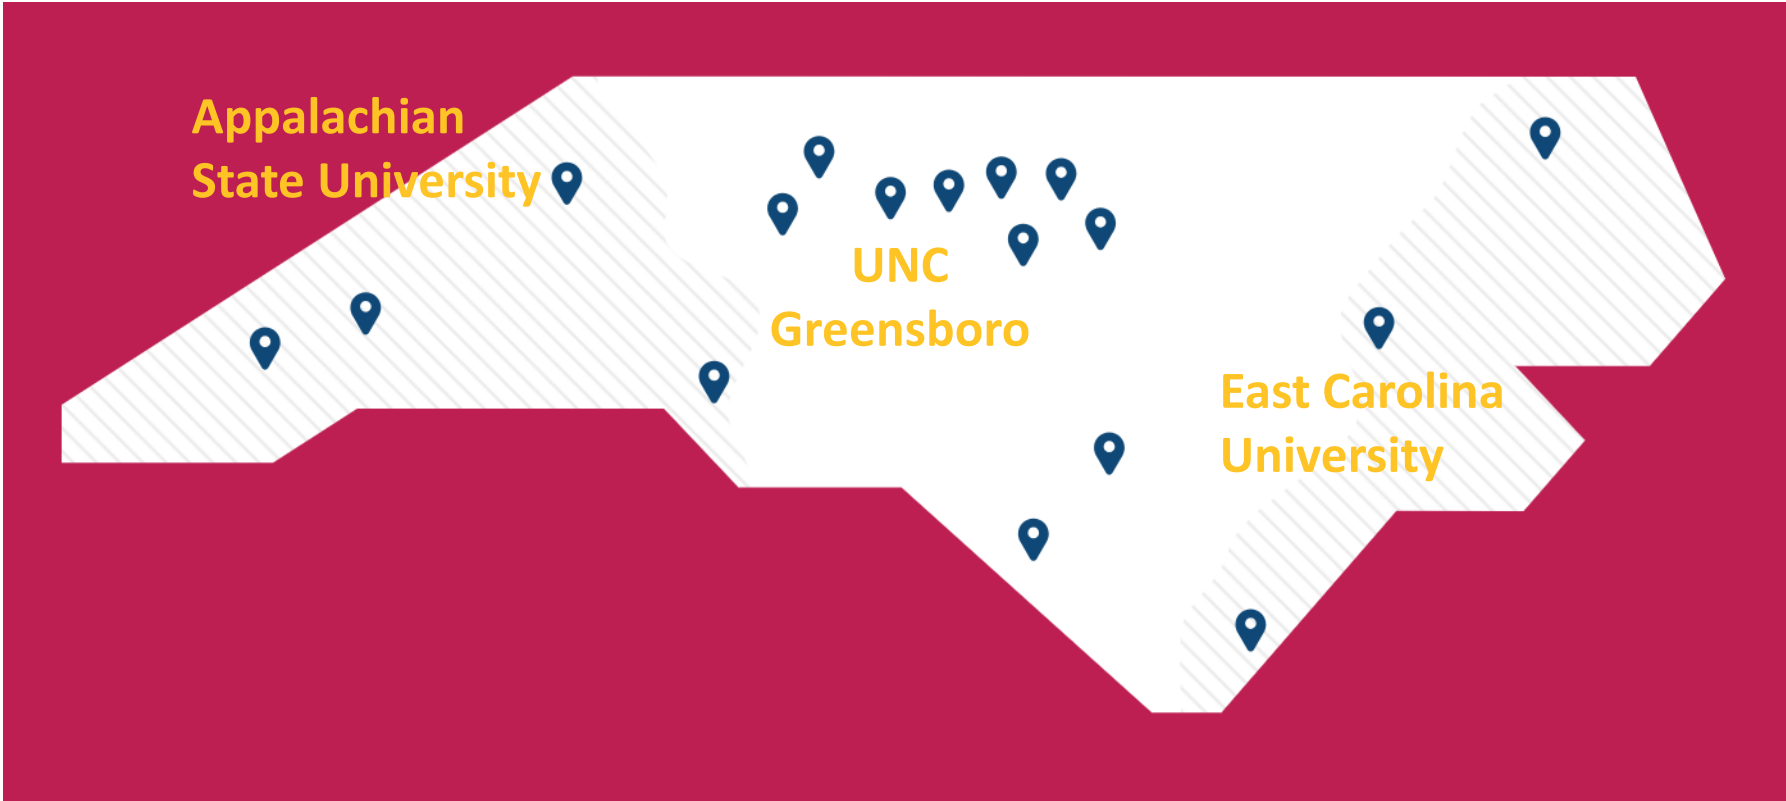 Appalachian
State University
UNC
Greensboro
East Carolina
University